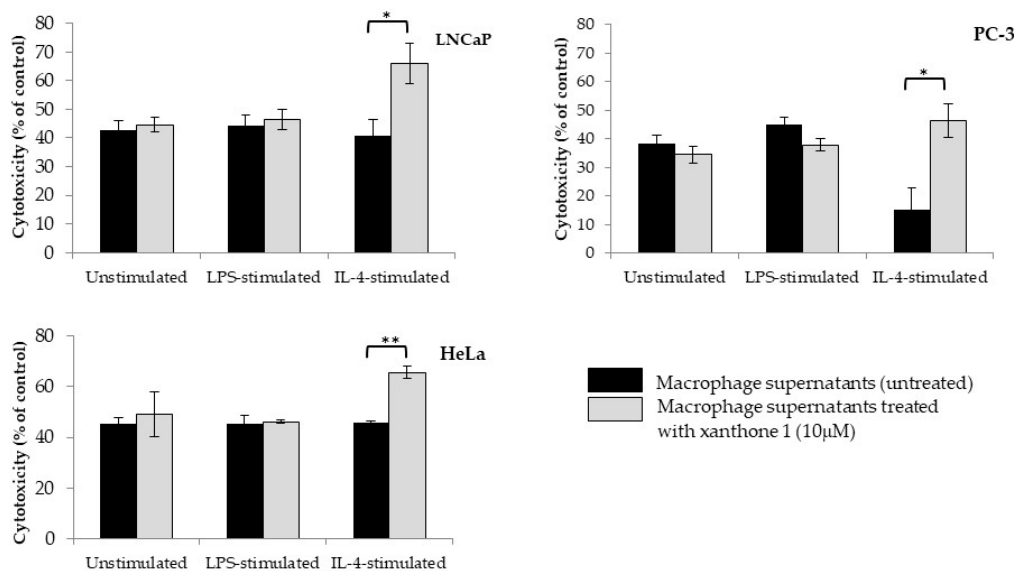 80
70
60
50
40
30
20
10
0
Cytotoxicity (% of control)
*
LNCaP
Unstimulated
LPS-stimulated
IL-4-stimulated
80
70
60
50
40
30
20
10
0
Cytotoxicity (% of control)
*
PC-3
Unstimulated
LPS-stimulated
IL-4-stimulated
80
60
40
20
0
Cytotoxicity (% of control)
**
HeLa
Unstimulated
LPS-stimulated
IL-4-stimulated
Macrophage supernatants (untreated)
Macrophage supernatants treated
with xanthone 1 (10µM)